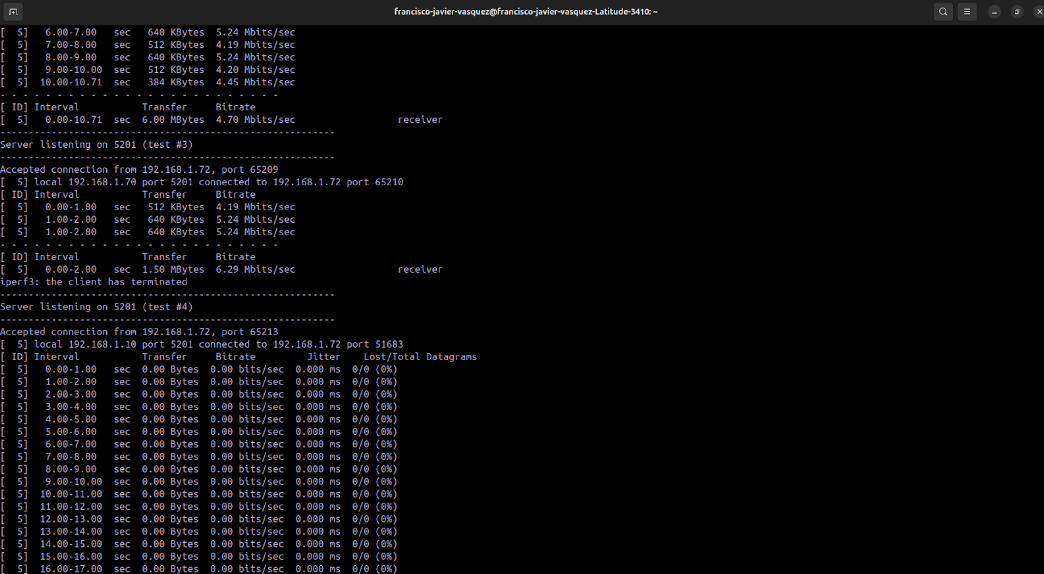 francisco-javier-vasquez@francisco-javier-vasquez-Latitude-3410: ~
[  5]   6.00-7.00   sec   640 KBytes  5.24 Mbits/sec
[  5]   7.00-8.00   sec   512 KBytes  4.19 Mbits/sec
[  5]   8.00-9.00   sec   640 KBytes  5.24 Mbits/sec
[  5]   9.00-10.00  sec   512 KBytes  4.20 Mbits/sec
[  5]  10.00-10.71  sec   384 KBytes  4.45 Mbits/sec
- - - - - - - - - - - - - - - - - - - - - - - - -
[ ID] Interval           Transfer     Bitrate
[  5]   0.00-10.71  sec  6.00 MBytes  4.70 Mbits/sec                  receiver
-----------------------------------------------------------
Server listening on 5201 (test #3)
-----------------------------------------------------------
Accepted connection from 192.168.1.72, port 65209
[  5] local 192.168.1.70 port 5201 connected to 192.168.1.72 port 65210
[ ID] Interval           Transfer     Bitrate
[  5]   0.00-1.00   sec   512 KBytes  4.19 Mbits/sec
[  5]   1.00-2.00   sec   640 KBytes  5.24 Mbits/sec
[  5]   1.00-2.00   sec   640 KBytes  5.24 Mbits/sec
- - - - - - - - - - - - - - - - - - - - - - - - -
[ ID] Interval           Transfer     Bitrate
[  5]   0.00-2.00   sec  1.50 MBytes  6.29 Mbits/sec                  receiver
iperf3: the client has terminated
-----------------------------------------------------------
Server listening on 5201 (test #4)
-----------------------------------------------------------
Accepted connection from 192.168.1.72, port 65213
[  5] local 192.168.1.10 port 5201 connected to 192.168.1.72 port 51683
[ ID] Interval           Transfer     Bitrate         Jitter    Lost/Total Datagrams
[  5]   0.00-1.00   sec  0.00 Bytes  0.00 bits/sec  0.000 ms  0/0 (0%)
[  5]   1.00-2.00   sec  0.00 Bytes  0.00 bits/sec  0.000 ms  0/0 (0%)
[  5]   2.00-3.00   sec  0.00 Bytes  0.00 bits/sec  0.000 ms  0/0 (0%)
[  5]   3.00-4.00   sec  0.00 Bytes  0.00 bits/sec  0.000 ms  0/0 (0%)
[  5]   4.00-5.00   sec  0.00 Bytes  0.00 bits/sec  0.000 ms  0/0 (0%)
[  5]   5.00-6.00   sec  0.00 Bytes  0.00 bits/sec  0.000 ms  0/0 (0%)
[  5]   6.00-7.00   sec  0.00 Bytes  0.00 bits/sec  0.000 ms  0/0 (0%)
[  5]   7.00-8.00   sec  0.00 Bytes  0.00 bits/sec  0.000 ms  0/0 (0%)
[  5]   8.00-9.00   sec  0.00 Bytes  0.00 bits/sec  0.000 ms  0/0 (0%)
[  5]   9.00-10.00  sec  0.00 Bytes  0.00 bits/sec  0.000 ms  0/0 (0%)
[  5]  10.00-11.00  sec  0.00 Bytes  0.00 bits/sec  0.000 ms  0/0 (0%)
[  5]  11.00-12.00  sec  0.00 Bytes  0.00 bits/sec  0.000 ms  0/0 (0%)
[  5]  12.00-13.00  sec  0.00 Bytes  0.00 bits/sec  0.000 ms  0/0 (0%)
[  5]  13.00-14.00  sec  0.00 Bytes  0.00 bits/sec  0.000 ms  0/0 (0%)
[  5]  14.00-15.00  sec  0.00 Bytes  0.00 bits/sec  0.000 ms  0/0 (0%)
[  5]  15.00-16.00  sec  0.00 Bytes  0.00 bits/sec  0.000 ms  0/0 (0%)
[  5]  16.00-17.00  sec  0.00 Bytes  0.00 bits/sec  0.000 ms  0/0 (0%)